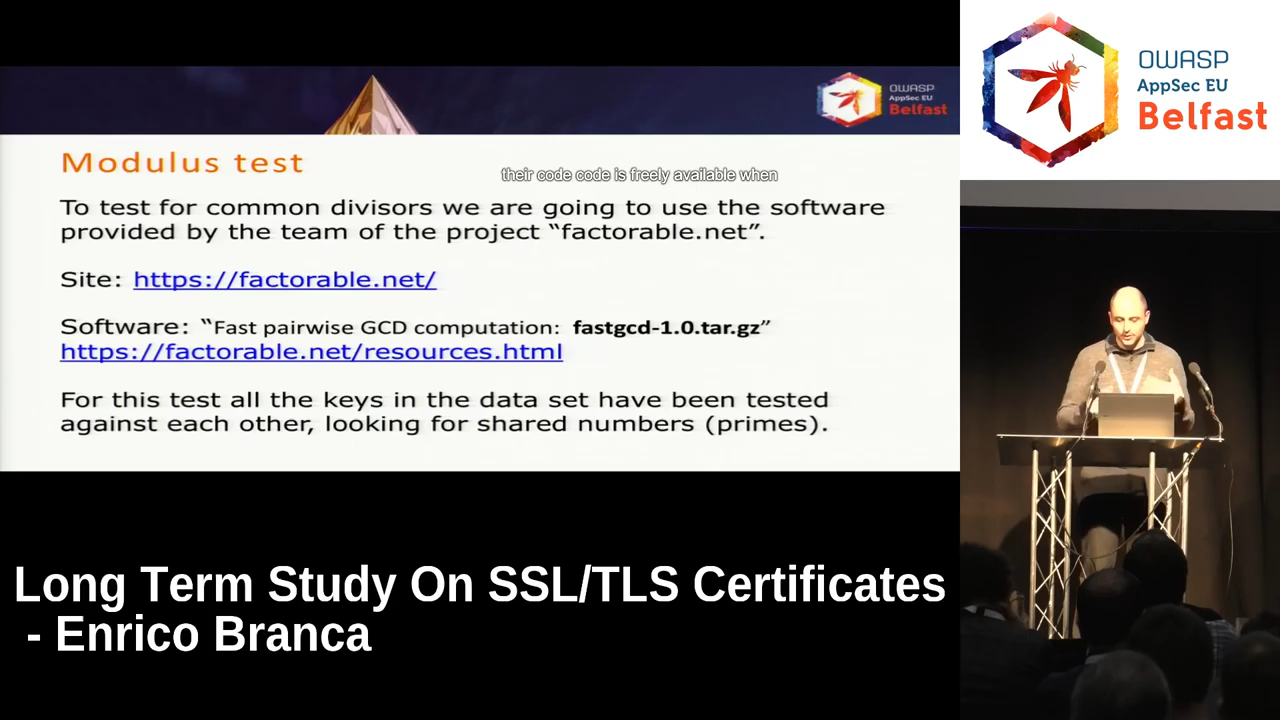 OWASP
AppSec EU
Belfast
Modulus test
their code code is freely available when
To test for common divisors we are going to use the software
provided by the team of the project “factorable.net”.
Site: https://factorable.net/
Software: “Fast pairwise GCD computation: fastgcd-1.0.tar.gz”
https://factorable.net/resources.html
For this test all the keys in the data set have been tested
against each other, looking for shared numbers (primes).
Long Term Study On SSL/TLS Certificates
- Enrico Branca
OWASP
AppSec EU
Belfast